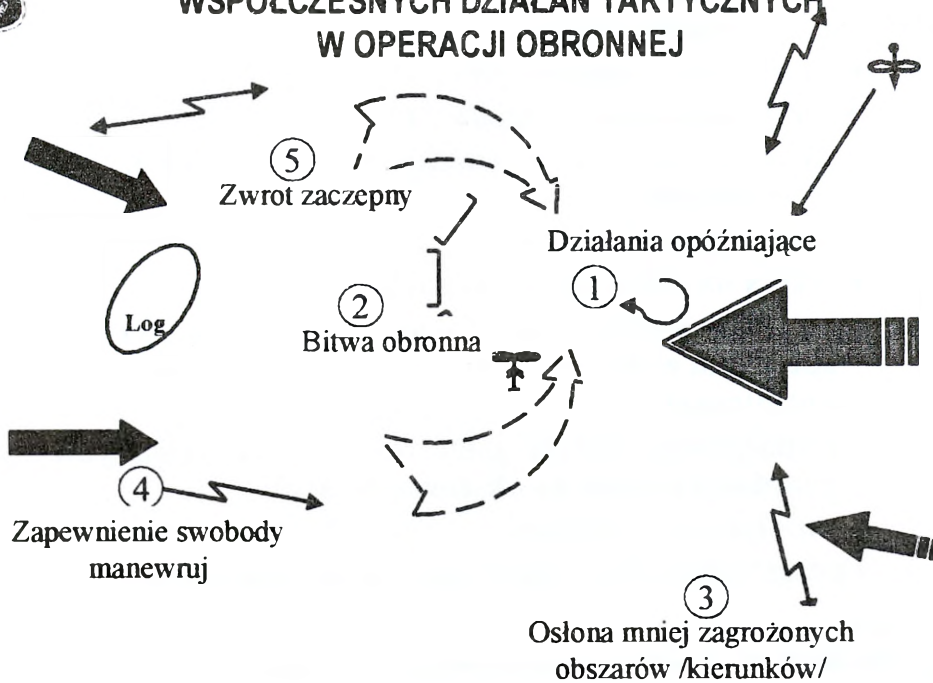 WSPÓŁCZESNYCH DZIAŁAŃ TAKTYCZNYCH
W OPERACJI OBRONNEJ
5
Zwrot zaczepny
Działania opóźniające
1
2
Bitwa obronna
Log
4
Zapewnienie swobody
manewruj
3
Osłona mniej zagrożonych
obszarów /kierunków/